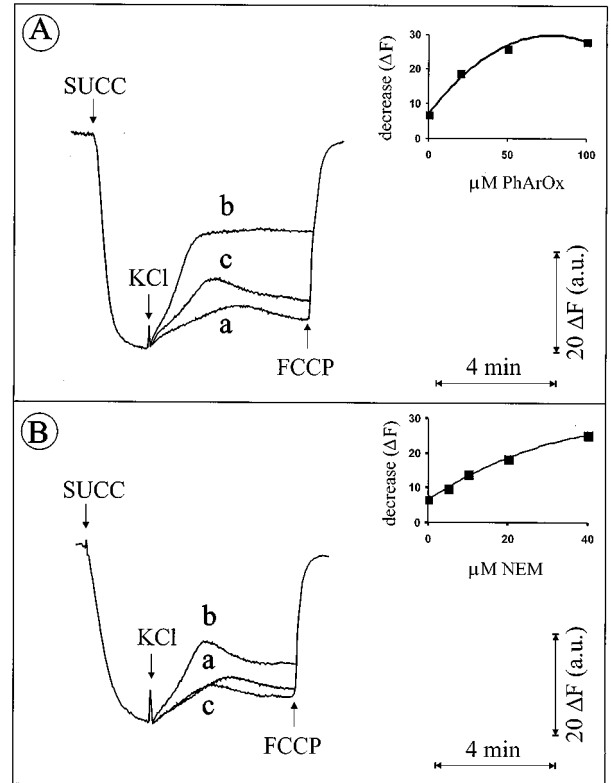 A
SUCC
KCl
b
c
a
FCCP
decrease (ΔF)
30
20
10
0
0 50 100
μM PhArOx
20 ΔF (a.u.)
4 min
B
SUCC
KCl
b
a
c
FCCP
decrease (ΔF)
30
20
10
0
0 20 40
μM NEM
20 ΔF (a.u.)
4 min